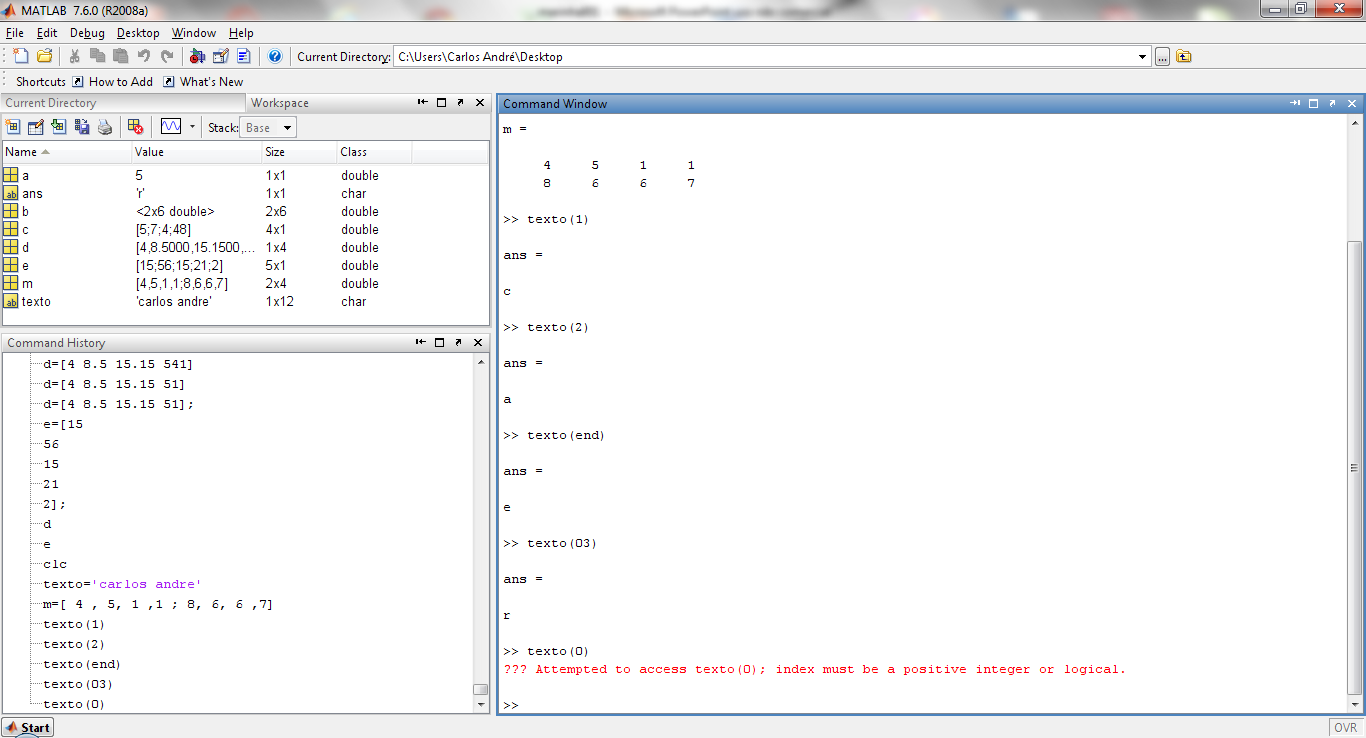 MATLAB 7.6.0 (R2008a)
File Edit Debug Desktop Window Help
Current Directory: C:\Users\Carlos André\Desktop
...
Shortcuts How to Add What's New
Current Directory Workspace
Stack: Base
Name Value Size Class
a 5 1x1 double
ab ans 'r' 1x1 char
b <2x6 double> 2x6 double
c [5;7;4;48] 4x1 double
d [4,8.5000,15.1500,... 1x4 double
e [15;56;15;21;2] 5x1 double
m [4,5,1,1;8,6,6,7] 2x4 double
ab texto 'carlos andre' 1x12 char
Command History
d=[4 8.5 15.15 541]
d=[4 8.5 15.15 51]
d=[4 8.5 15.15 51];
e=[15
56
15
21
2];
d
e
clc
texto='carlos andre'
m=[ 4 , 5, 1 ,1 ; 8, 6, 6 ,7]
texto(1)
texto(2)
texto(end)
texto(03)
texto(0)
Command Window
m =
4 5 1 1
8 6 6 7
>> texto(1)
ans =
c
>> texto(2)
ans =
a
>> texto(end)
ans =
e
>> texto(03)
ans =
r
>> texto(0)
??? Attempted to access texto(0); index must be a positive integer or logical.
>>
Start
OVR